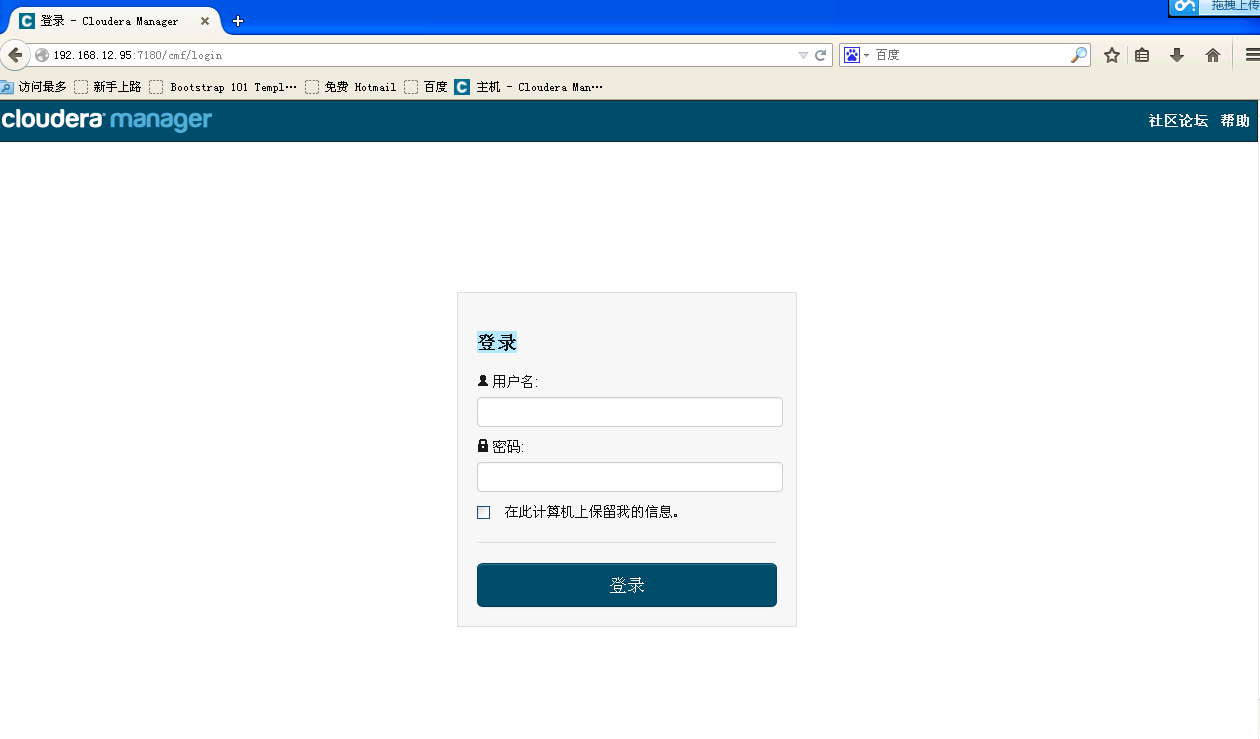 拖拽上传
登录 - Cloudera Manager
192.168.12.95:7180/cmf/login
百度
访问最多 新手上路 Bootstrap 101 Templ… 免费 Hotmail 百度 主机 - Cloudera Man…
cloudera manager 社区论坛 帮助
登录
用户名:
密码:
在此计算机上保留我的信息。
登录